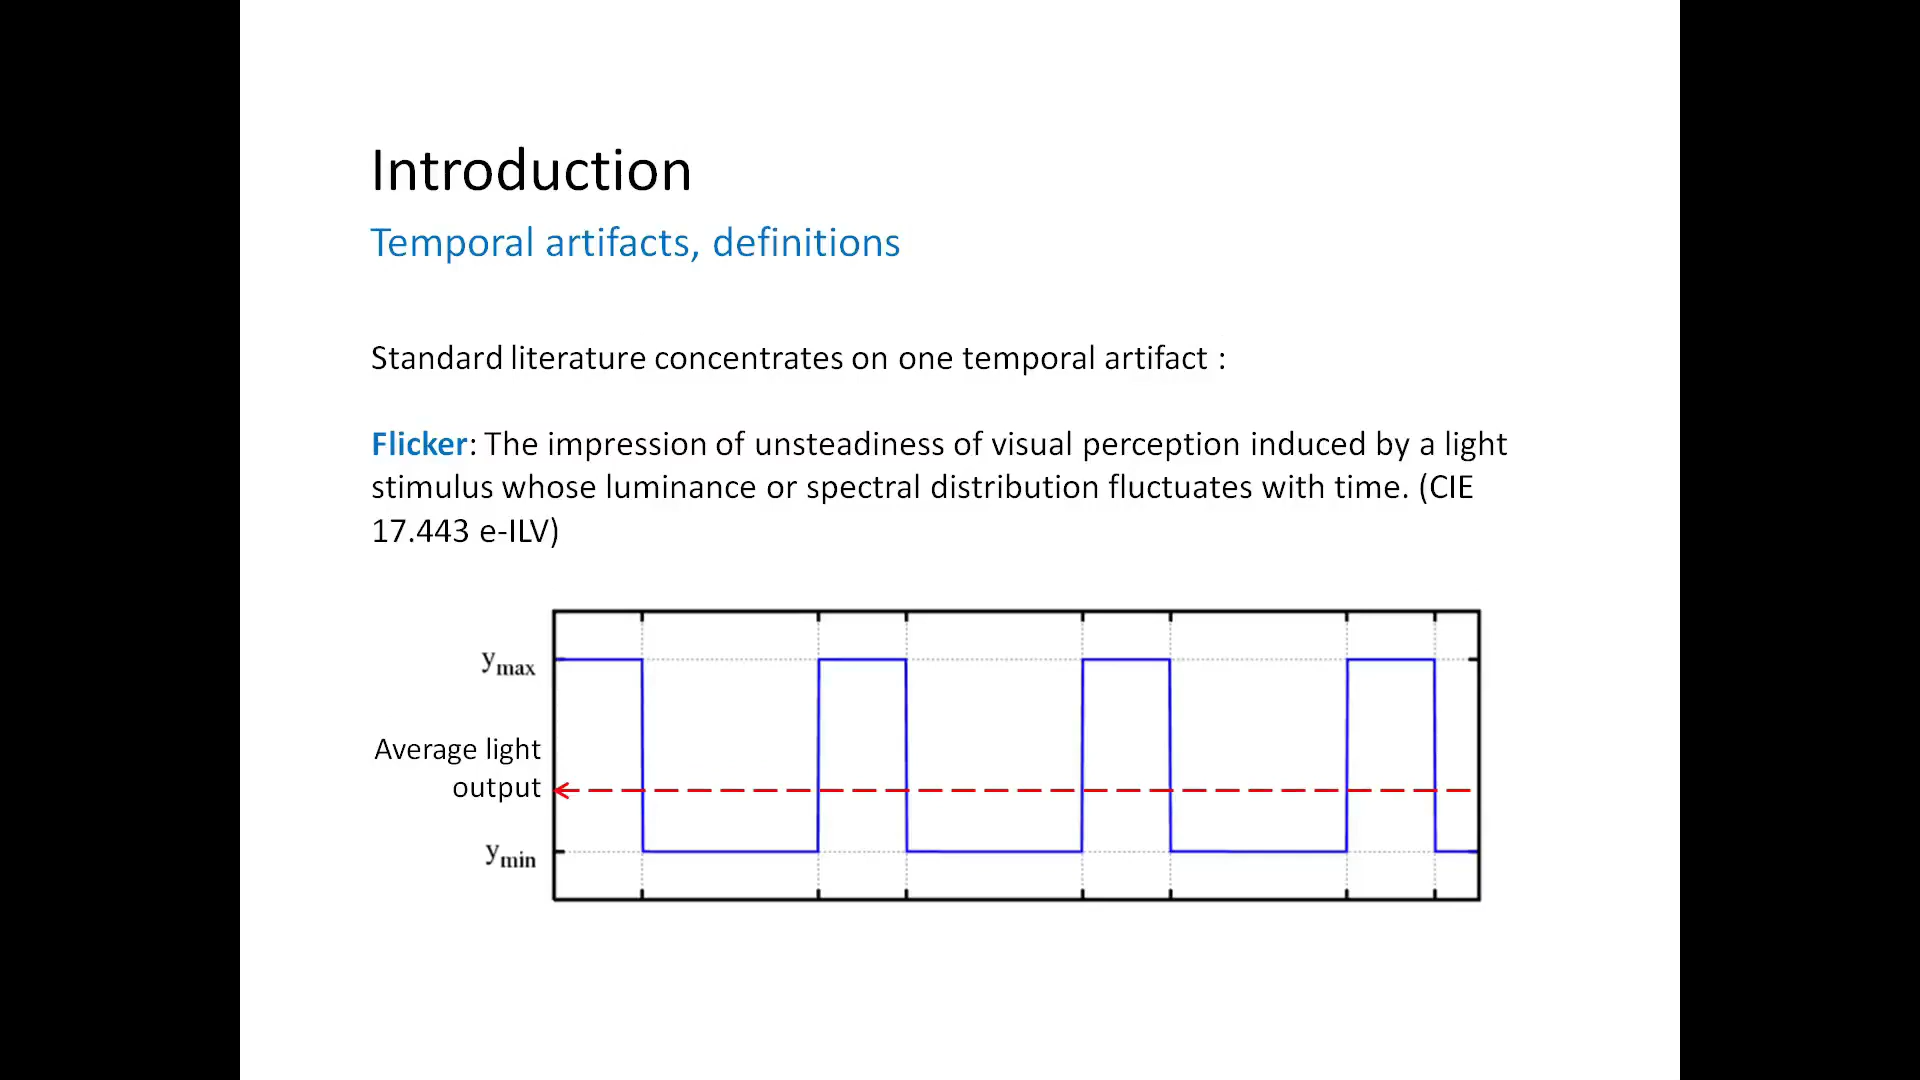 Introduction
Temporal artifacts, definitions
Standard literature concentrates on one temporal artifact :
Flicker: The impression of unsteadiness of visual perception induced by a light
stimulus whose luminance or spectral distribution fluctuates with time. (CIE
17.443 e-ILV)
ymax
Average light
output
ymin